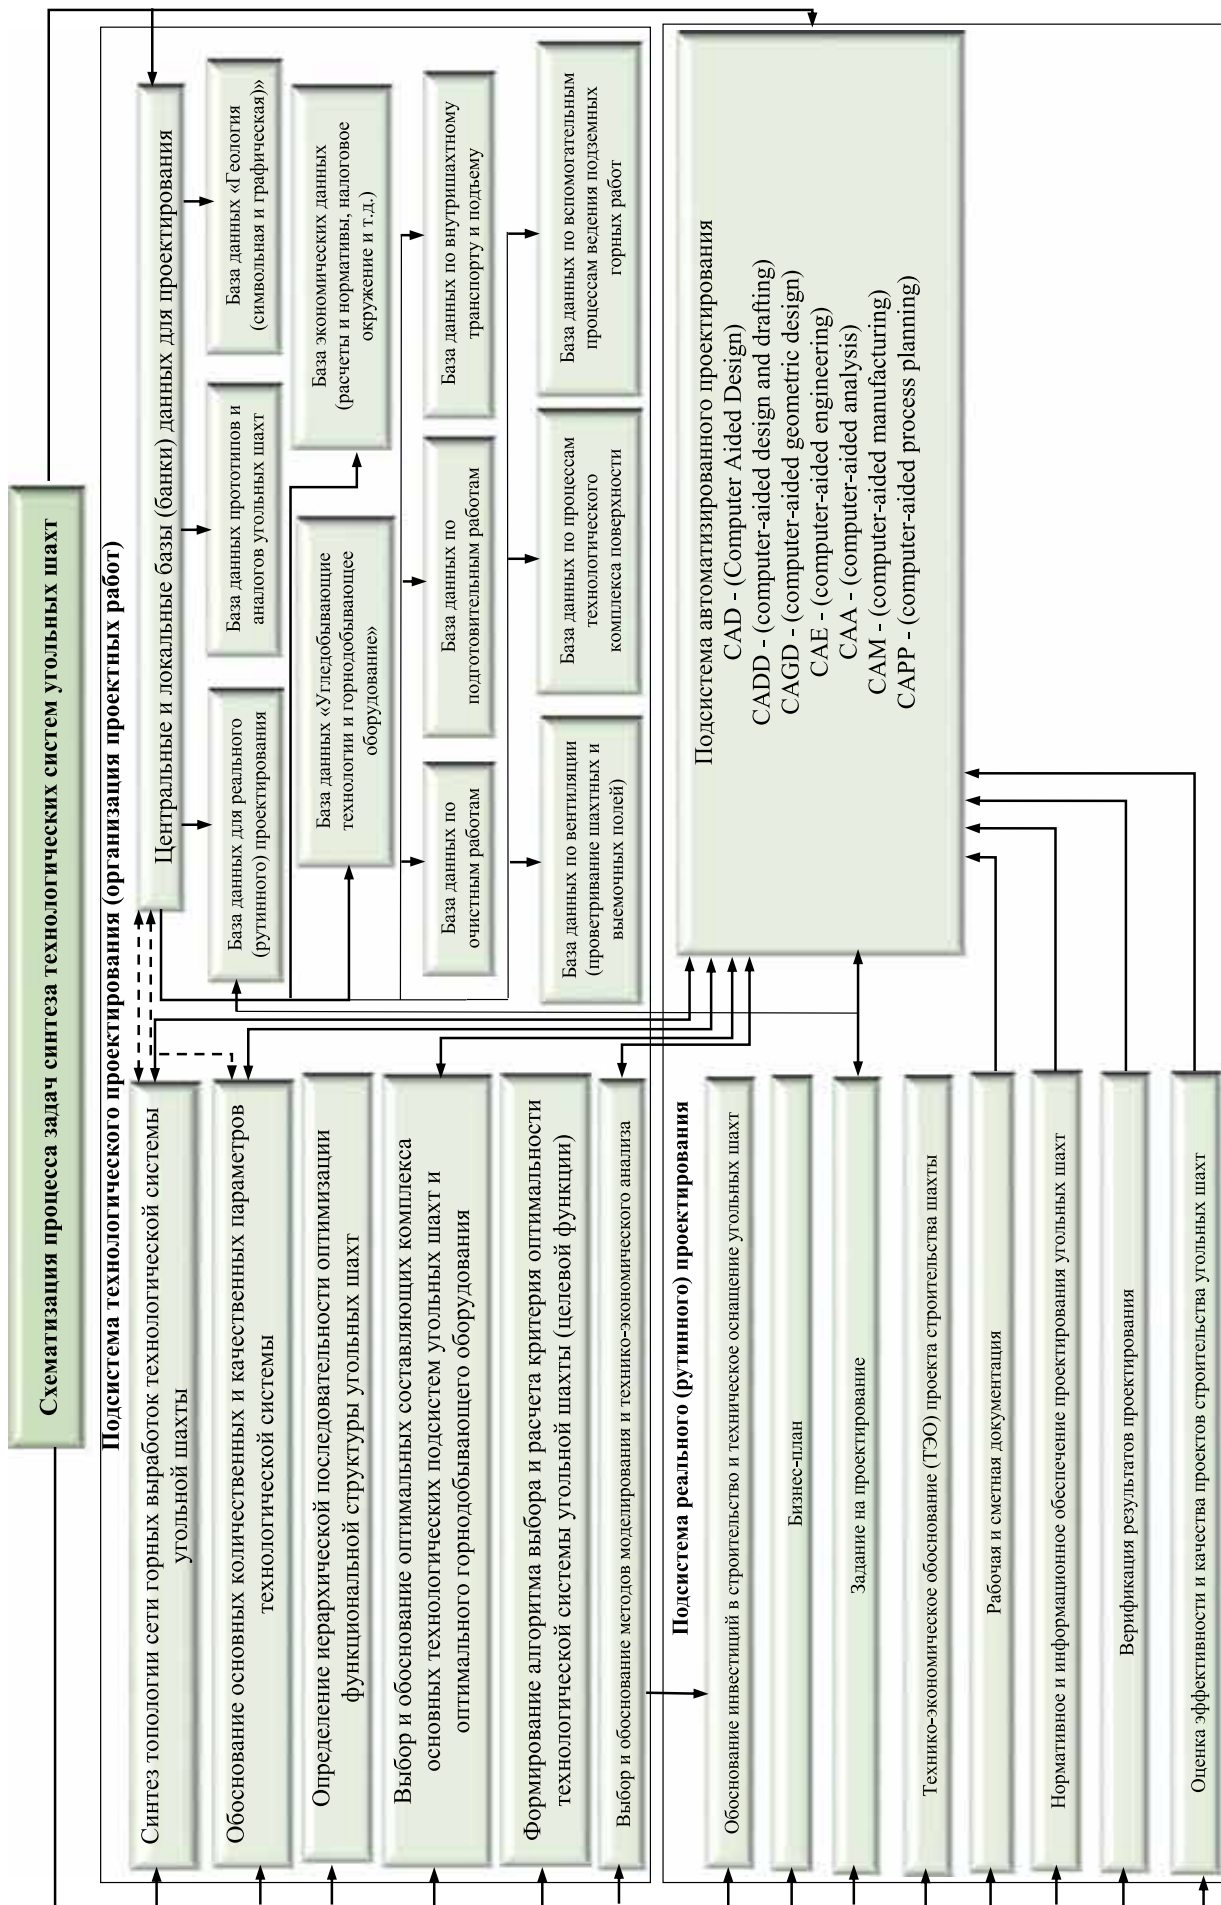 Схематизация процесса задач синтеза технологических систем угольных шахт
Подсистема технологического проектирования (организация проектных работ)
Синтез топологии сети горных выработок технологической системы
угольной шахты
Обоснование основных количественных и качественных параметров
технологической системы
Определение иерархической последовательности оптимизации
функциональной структуры угольных шахт
Выбор и обоснование оптимальных составляющих комплекса
основных технологических подсистем угольных шахт и
оптимального горнодобывающего оборудования
Формирование алгоритма выбора и расчета критерия оптимальности
технологической системы угольной шахты (целевой функции)
Выбор и обоснование методов моделирования и технико-экономического анализа
Центральные и локальные базы (банки) данных для проектирования
База данных для реального
(рутинного) проектирования
База данных прототипов и
аналогов угольных шахт
База данных «Геология
(символьная и графическая)»
База данных «Угледобывающие
технологии и горнодобывающее
оборудование»
База экономических данных
(расчеты и нормативы, налоговое
окружение и т.д.)
База данных по
очистным работам
База данных по
подготовительным работам
База данных по внутришахтному
транспорту и подъему
База данных по вентиляции
(проветривание шахтных и
выемочных полей)
База данных по процессам
технологического
комплекса поверхности
База данных по вспомогательным
процессам ведения подземных
горных работ
Подсистема реального (рутинного) проектирования
Обоснование инвестиций в строительство и техническое оснащение угольных шахт
Бизнес-план
Задание на проектирование
Технико-экономическое обоснование (ТЭО) проекта строительства шахты
Рабочая и сметная документация
Нормативное и информационное обеспечение проектирования угольных шахт
Верификация результатов проектирования
Оценка эффективности и качества проектов строительства угольных шахт
Подсистема автоматизированного проектирования
CAD - (Computer Aided Design)
CADD - (computer-aided design and drafting)
CAGD - (computer-aided geometric design)
CAE - (computer-aided engineering)
CAA - (computer-aided analysis)
CAM - (computer-aided manufacturing)
CAPP - (computer-aided process planning)